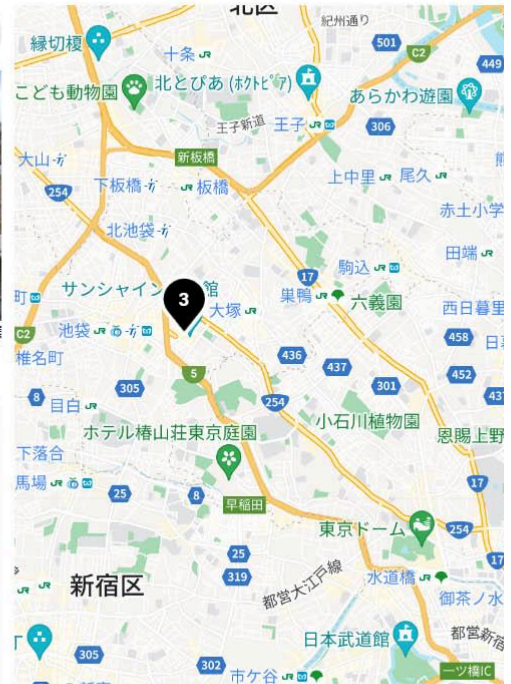 北区
紀州通り
縁切榎
501
C2
十条
449
北とぴあ (ホクトピア)
こども動物園
あらかわ遊園
王子新道
王子
306
新板橋
大山
254
下板橋
板橋
上中里
尾久
赤土小学
北池袋
田端
駒込
17
町
サンシャイン
館
3
大塚
巣鴨
六義園
西日暮里
C2
池袋
458
日
椎名町
436
437
5
452
305
301
8
目白
254
437
小石川植物園
ホテル椿山荘東京庭園
恩賜上野
下落合
馬場
25
8
17
早稲田
東京ドーム
254
25
319
水道橋
都営大江戸線
新宿区
御茶ノ水
丁
日本武道館
都営新宿
305
302
市ケ谷
一ツ橋IC